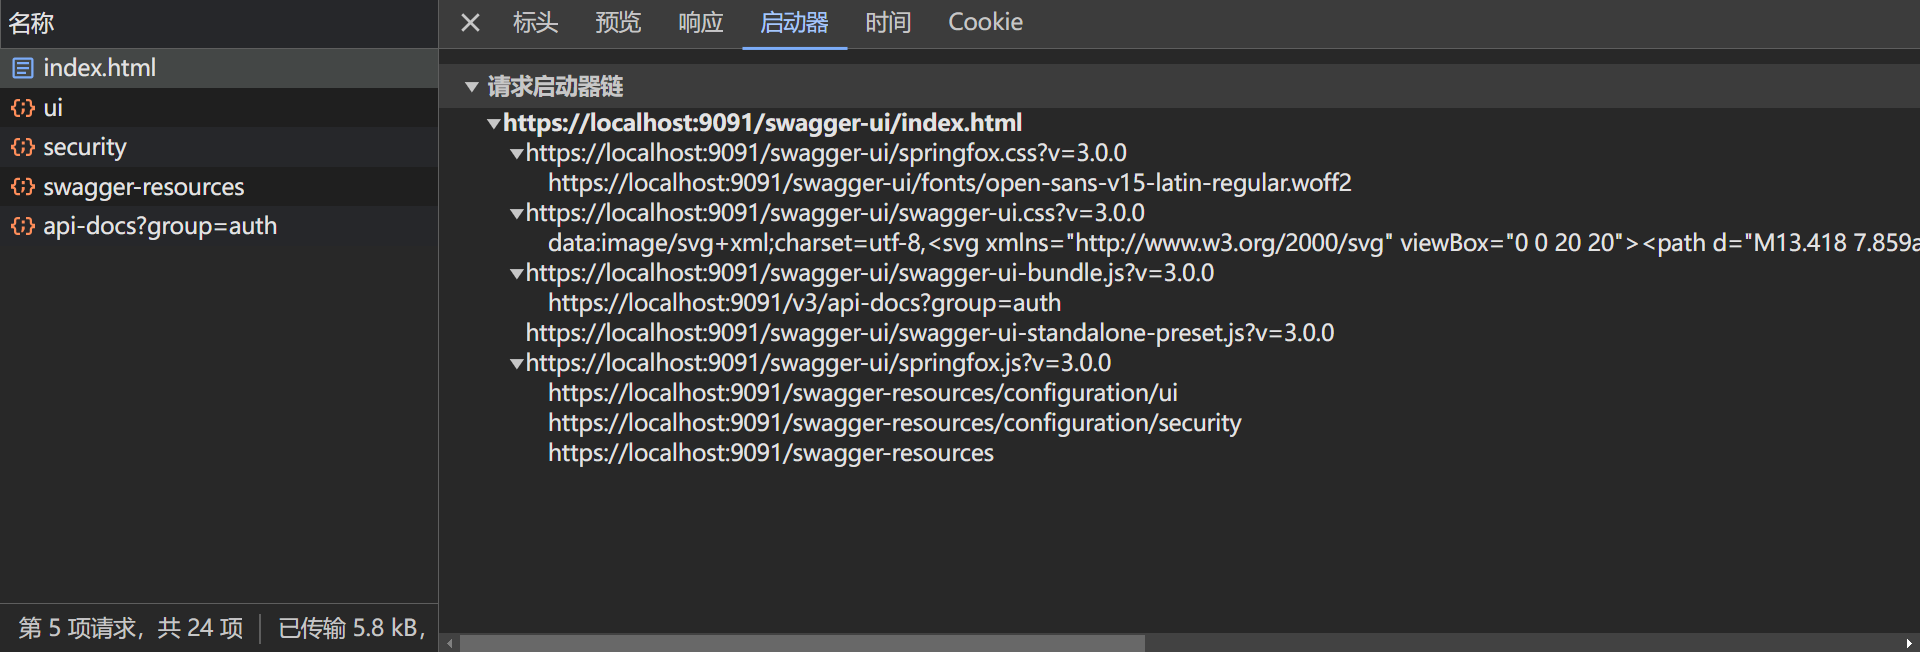 名称
index.html
ui
security
swagger-resources
api-docs?group=auth
第 5 项请求，共 24 项
已传输 5.8 kB，
标头
预览
响应
启动器
时间
Cookie
请求启动器链
https://localhost:9091/swagger-ui/index.html
https://localhost:9091/swagger-ui/springfox.css?v=3.0.0
https://localhost:9091/swagger-ui/fonts/open-sans-v15-latin-regular.woff2
https://localhost:9091/swagger-ui/swagger-ui.css?v=3.0.0
data:image/svg+xml;charset=utf-8,<svg xmlns="http://www.w3.org/2000/svg" viewBox="0 0 20 20"><path d="M13.418 7.859a
https://localhost:9091/swagger-ui/swagger-ui-bundle.js?v=3.0.0
https://localhost:9091/v3/api-docs?group=auth
https://localhost:9091/swagger-ui/swagger-ui-standalone-preset.js?v=3.0.0
https://localhost:9091/swagger-ui/springfox.js?v=3.0.0
https://localhost:9091/swagger-resources/configuration/ui
https://localhost:9091/swagger-resources/configuration/security
https://localhost:9091/swagger-resources